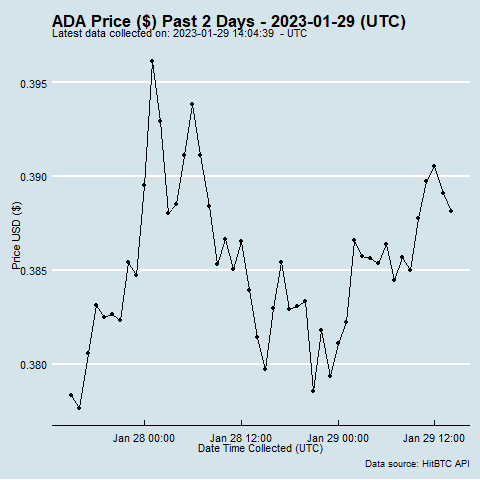 ADA Price ($) Past 2 Days - 2023-01-29 (UTC)
Latest data collected on: 2023-01-29 14:04:39 - UTC
0.395
0.390
0.385
0.380
Price USD ($)
Jan 28 00:00 Jan 28 12:00 Jan 29 00:00 Jan 29 12:00
Date Time Collected (UTC)
Data source: HitBTC API